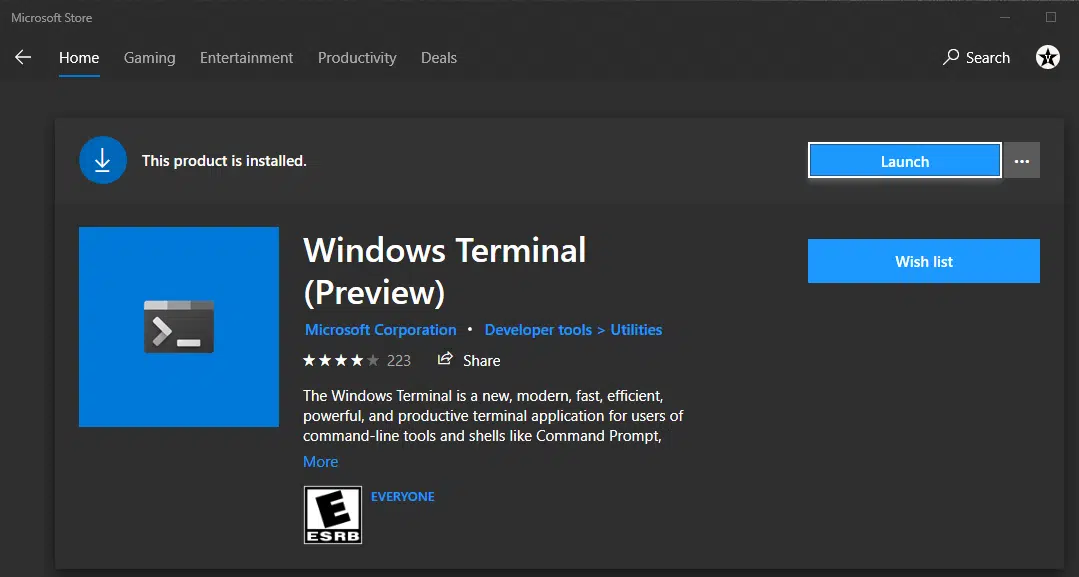 Microsoft Store
Home Gaming Entertainment Productivity Deals Search
This product is installed.
Launch
Windows Terminal
(Preview)
Wish list
Microsoft Corporation • Developer tools > Utilities
223 Share
The Windows Terminal is a new, modern, fast, efficient,
powerful, and productive terminal application for users of
command-line tools and shells like Command Prompt,
More
E
ESRB
EVERYONE